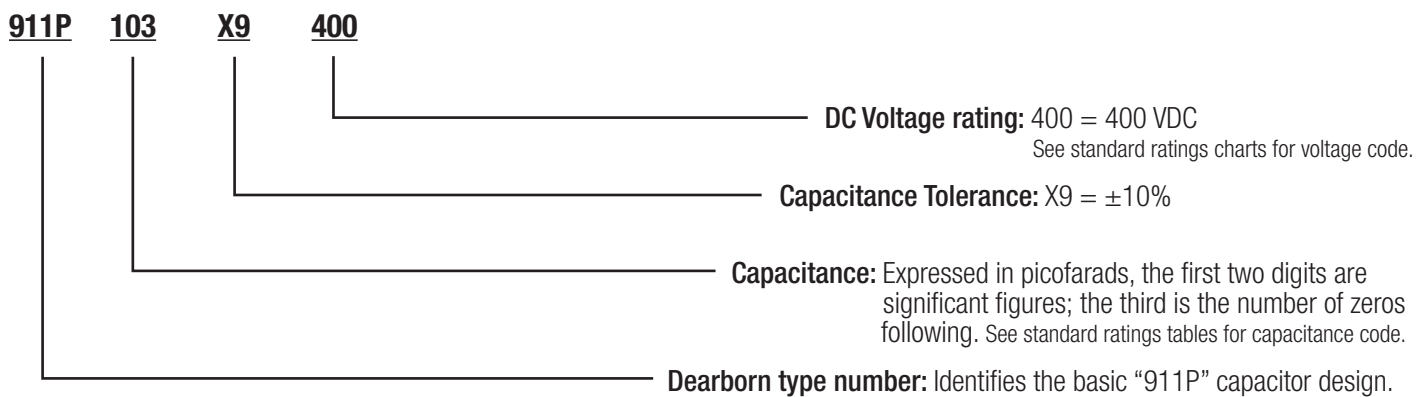 911P 103 X9 400
DC Voltage rating: 400 = 400 VDC
See standard ratings charts for voltage code.
Capacitance Tolerance: X9 = ±10%
Capacitance: Expressed in picofarads, the first two digits are
significant figures; the third is the number of zeros
following. See standard ratings tables for capacitance code.
Dearborn type number: Identifies the basic “911P” capacitor design.